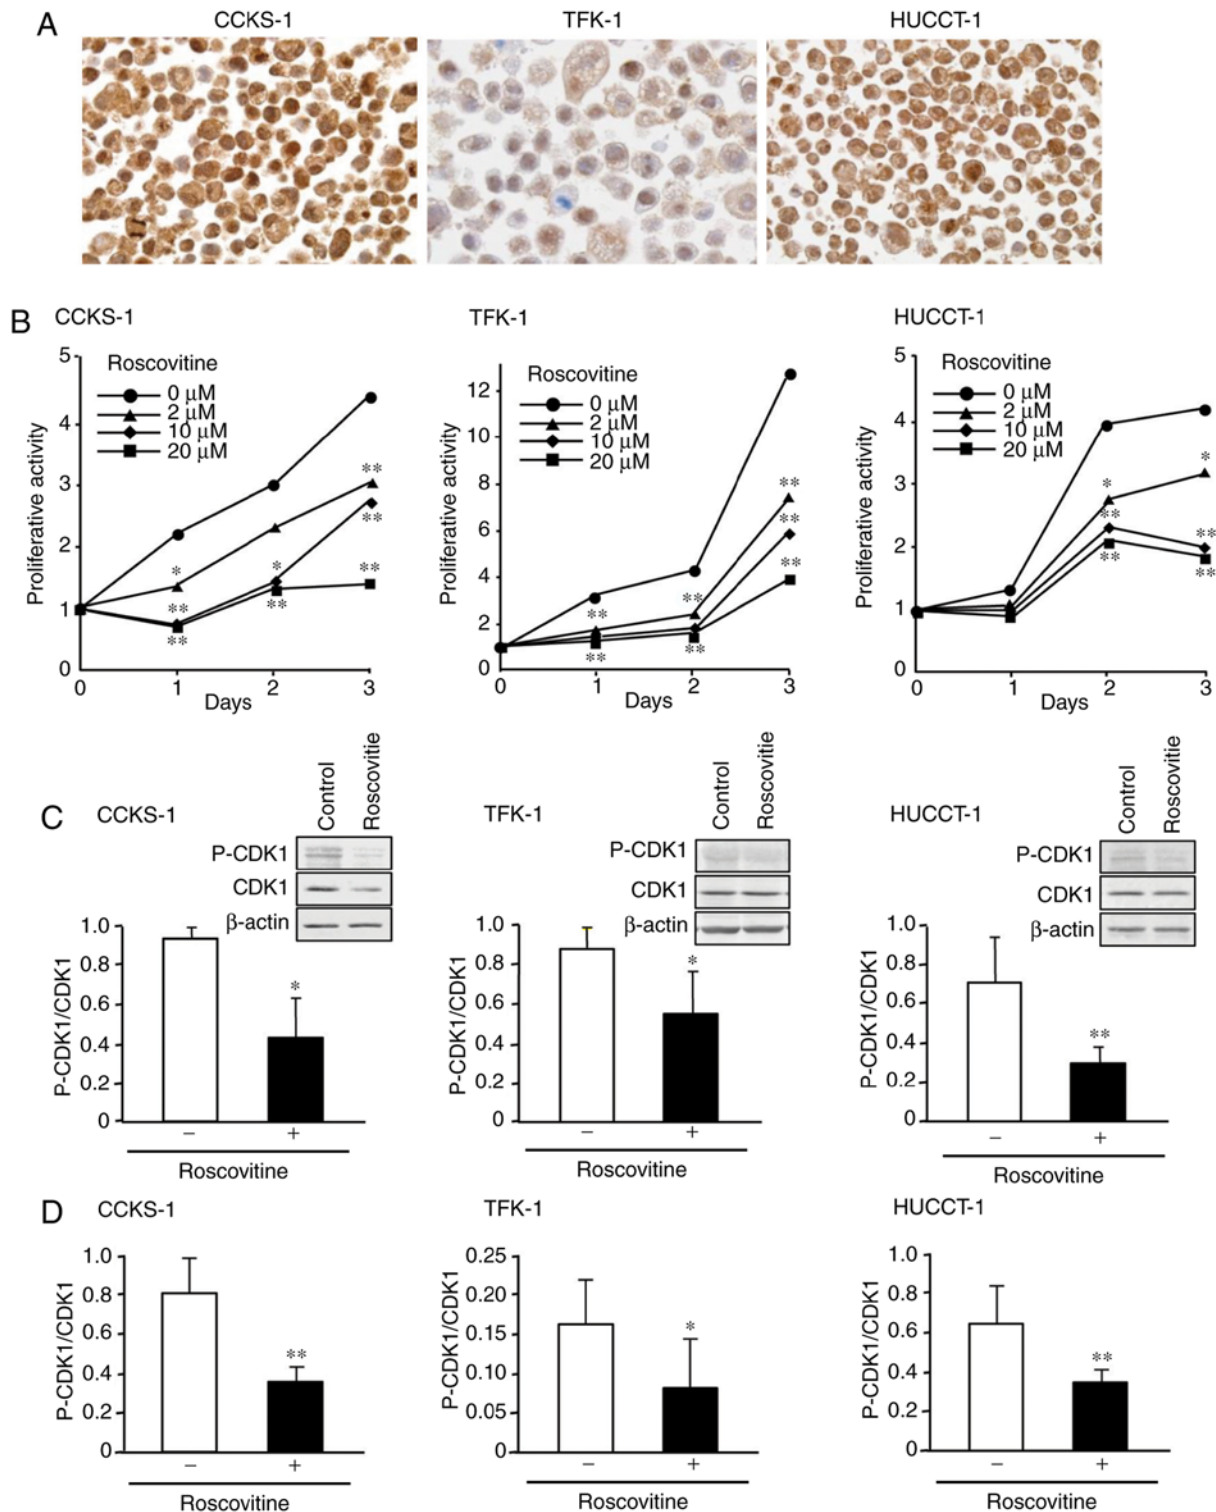 A
CCKS-1
TFK-1
HUCCT-1
B
CCKS-1
TFK-1
HUCCT-1
Proliferative activity
5
4
3
2
1
0
Roscovitine
0 μM
2 μM
10 μM
20 μM
*
**
**
*
**
**
**
**
0
1
2
3
Days
Proliferative activity
12
10
8
6
4
2
0
Roscovitine
0 μM
2 μM
10 μM
20 μM
**
**
**
**
**
**
**
0
1
2
3
Days
Proliferative activity
5
4
3
2
1
0
Roscovitine
0 μM
2 μM
10 μM
20 μM
*
**
**
*
**
**
0
1
2
3
Days
C
CCKS-1
Control
Roscovitie
P-CDK1
CDK1
β-actin
P-CDK1/CDK1
1.0
0.8
0.6
0.4
0.2
0
*
–
+
Roscovitine
TFK-1
Control
Roscovitie
P-CDK1
CDK1
β-actin
P-CDK1/CDK1
1.0
0.8
0.6
0.4
0.2
0
*
–
+
Roscovitine
HUCCT-1
Control
Roscovitie
P-CDK1
CDK1
β-actin
P-CDK1/CDK1
1.0
0.8
0.6
0.4
0.2
0
**
–
+
Roscovitine
D
CCKS-1
P-CDK1/CDK1
1.0
0.8
0.6
0.4
0.2
0
**
–
+
Roscovitine
TFK-1
P-CDK1/CDK1
0.25
0.20
0.15
0.10
0.05
0
*
–
+
Roscovitine
HUCCT-1
P-CDK1/CDK1
1.0
0.8
0.6
0.4
0.2
0
**
–
+
Roscovitine